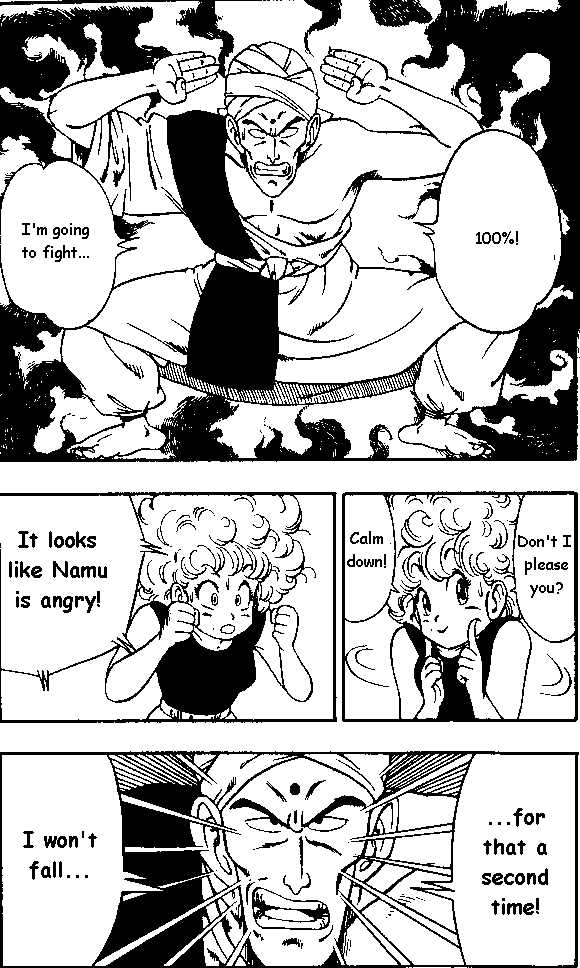 I'm going
to fight...
100%!
It looks
like Namu
is angry!
Calm
down!
Don't I
please
you?
I won't
fall...
...for
that a
second
time!